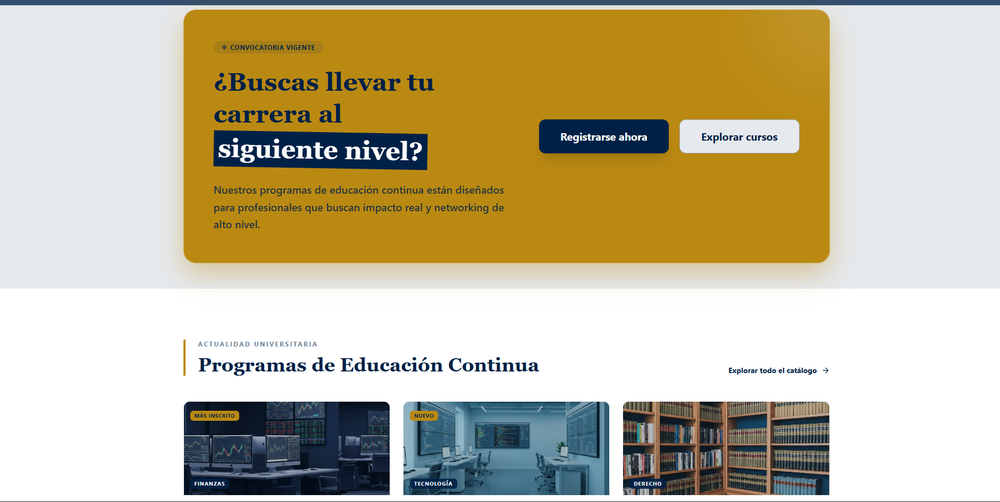 CONVOCATORIA VIGENTE
¿Buscas llevar tu
carrera al
siguiente nivel?
Nuestros programas de educación continua están diseñados
para profesionales que buscan impacto real y networking de
alto nivel.
Registrarse ahora
Explorar cursos
ACTUALIDAD UNIVERSITARIA
Programas de Educación Continua
Explorar todo el catálogo →
MÁS INSCRITO
FINANZAS
NUEVO
TECNOLOGÍA
DERECHO